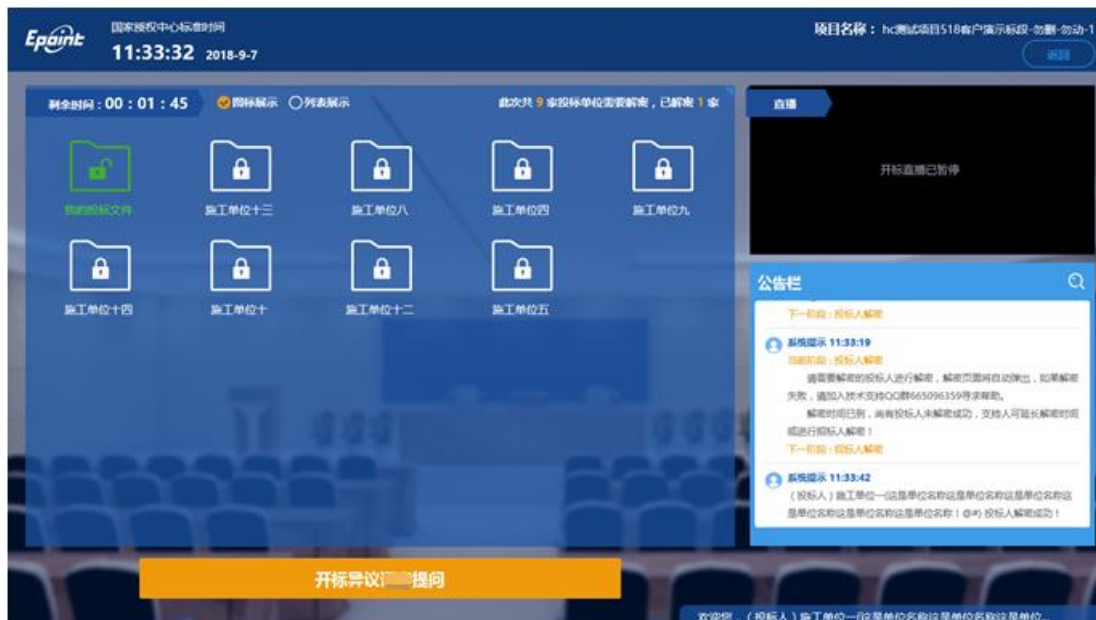 Epoint
国家授权中心标准时间
11:33:32 2018-9-7
项目名称：hc测试项目518客户演示标段-勿删-勿动-1
返回
剩余时间：00：01：45 图标展示 列表展示 此次共 9 家投标单位需要解密，已解密 1 家
直播
开标直播已暂停
我的投标文件 施工单位十三 施工单位八 施工单位四 施工单位九
施工单位十四 施工单位十 施工单位十二 施工单位五
公告栏
下一阶段：投标人解密
系统提示 11:33:19
当前阶段：投标人解密
请需要解密的投标人进行解密，解密页面将自动弹出，如果解密
失败，请加入技术支持QQ群665096359寻求帮助。
解密时间已到，尚有投标人未解密成功，支持人可延长解密时间
或进行招标人解密！
下一阶段：招标人解密
系统提示 11:33:42
（投标人）施工单位一(这是单位名称这是单位名称这是单位名称这
是单位名称这是单位名称这是单位名称！@#) 投标人解密成功！
开标异议 提问
欢迎您，（投标人）施工单位一(这是单位名称这是单位名称这是单位...